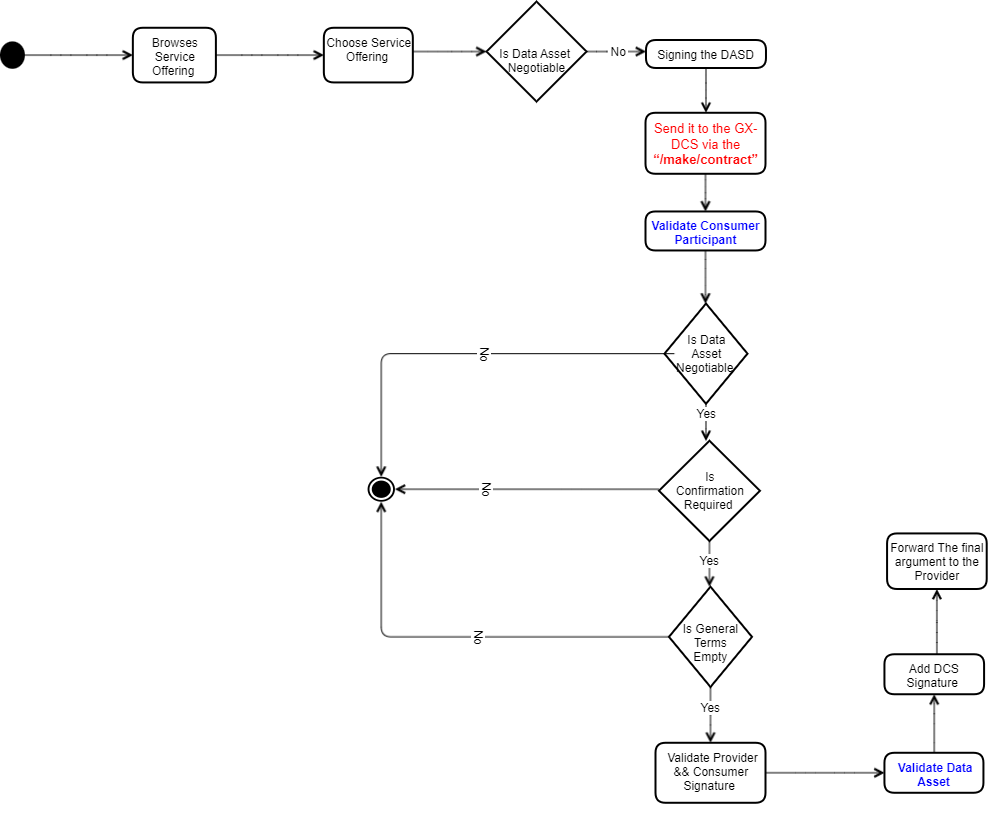 Browses
Service
Offering
Choose Service
Offering
Is Data Asset
Negotiable
No
Signing the DASD
Send it to the GX-
DCS via the
“/make/contract”
Validate Consumer
Participant
Is Data
Asset
Negotiable
No
Yes
Is
Confirmation
Required
No
Yes
Is General
Terms
Empty
No
Yes
Validate Provider
&& Consumer
Signature
Validate Data
Asset
Add DCS
Signature
Forward The final
argument to the
Provider